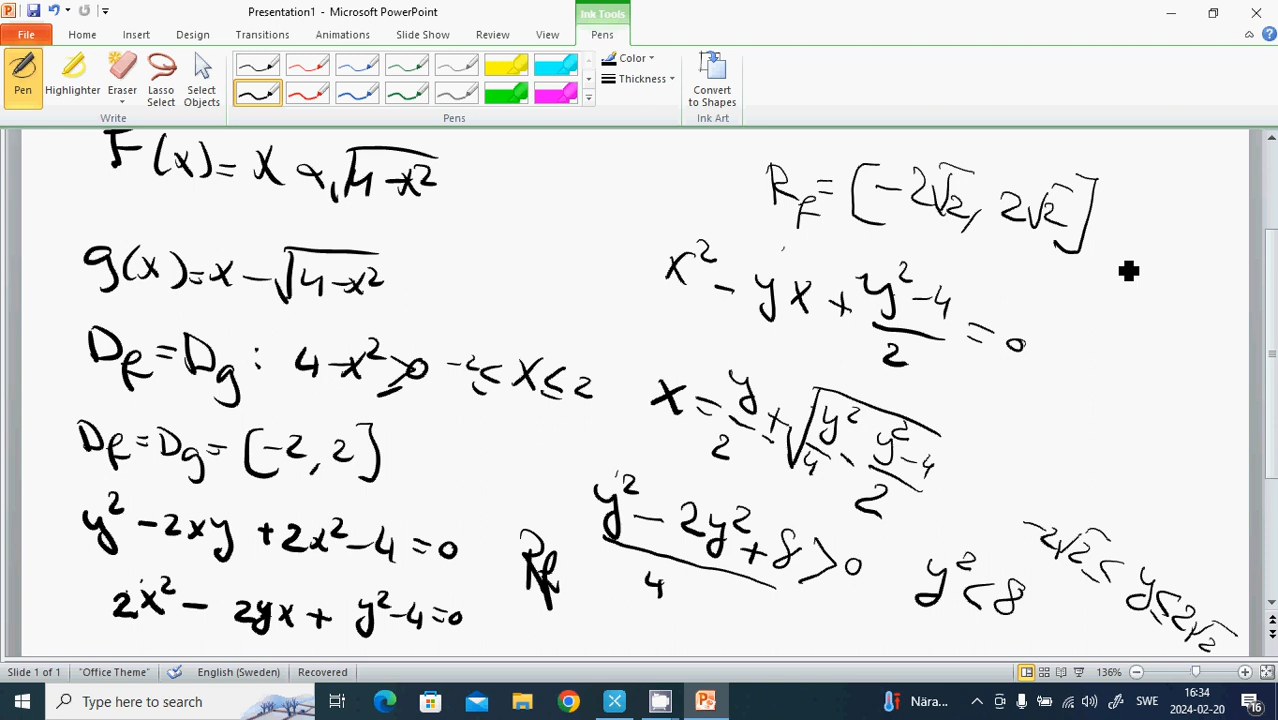 Presentation1 - Microsoft PowerPoint
Ink Tools
File Home Insert Design Transitions Animations Slide Show Review View Pens
Pen Highlighter Eraser Lasso Select Select Objects
Color Thickness
Convert to Shapes
Write Pens Ink Art
F(x) = x + √(4-x²)
g(x) = x - √(4-x²)
D_f = D_g : 4-x² ≥ 0 -2 ≤ x ≤ 2
D_f = D_g = [-2, 2]
y² - 2xy + 2x² - 4 = 0
2x² - 2yx + y² - 4 = 0
R_f = [-2√2, 2√2]
x² - yx + (y²-4)/2 = 0
x = y/2 ± √(y²/4 - (y²-4)/2)
R_f
(y² - 2y² + 8)/4 > 0 y² < 8 -2√2 ≤ y ≤ 2√2
Slide 1 of 1 "Office Theme" English (Sweden) Recovered 136%
Type here to search
Nära... SWE 16:34
2024-02-20 16